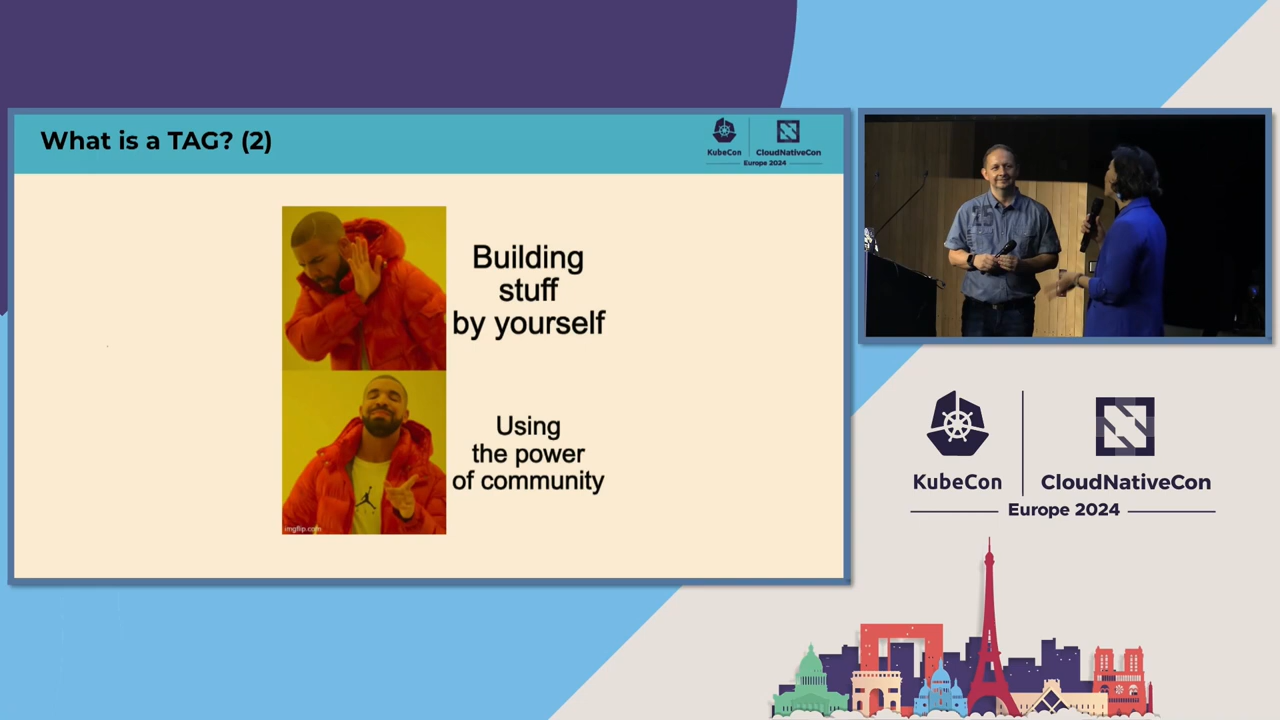 What is a TAG? (2)
KubeCon
CloudNativeCon
Europe 2024
Building
stuff
by yourself
Using
the power
of community
imgflip.com
KubeCon
CloudNativeCon
Europe 2024